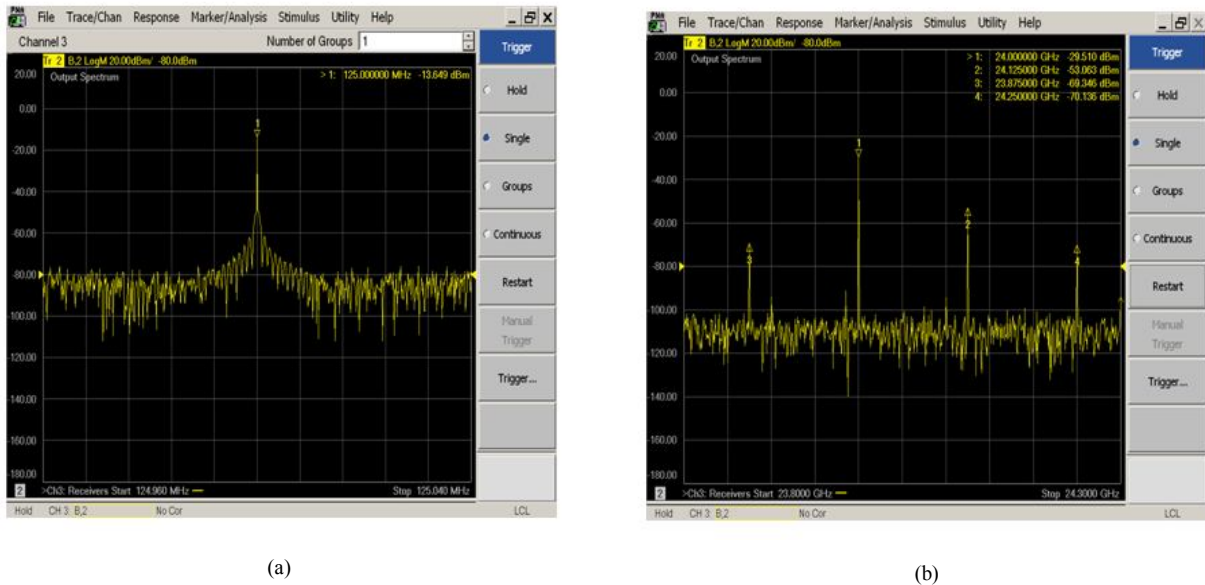 File Trace/Chan Response Marker/Analysis Stimulus Utility Help
Channel 3 Number of Groups 1
Trigger
Tr 2 B,2 LogM 20.00dBm/ -80.0dBm
20.00
Output Spectrum
> 1: 125.000000 MHz -13.649 dBm
0.00
1
-40.00
-60.00
-80.00
-100.00
-120.00
-140.00
-160.00
-180.00
Hold
Single
Groups
Continuous
Restart
Manual
Trigger
Trigger...
2 >Ch3: Receivers Start 124.960 MHz Stop 125.040 MHz
Hold CH 3: B,2 No Cor LCL
(a)
File Trace/Chan Response Marker/Analysis Stimulus Utility Help
Trigger
Tr 2 B,2 LogM 20.00dBm/ -80.0dBm
20.00
Output Spectrum
> 1: 24.000000 GHz -29.510 dBm
2: 24.125000 GHz -53.063 dBm
3: 23.875000 GHz -69.346 dBm
4: 24.250000 GHz -70.136 dBm
0.00
1
2
3
4
-40.00
-60.00
-80.00
-100.00
-120.00
-140.00
-160.00
-180.00
Hold
Single
Groups
Continuous
Restart
Manual
Trigger
Trigger...
2 >Ch3: Receivers Start 23.8000 GHz Stop 24.3000 GHz
Hold CH 3: B,2 No Cor LCL
(b)